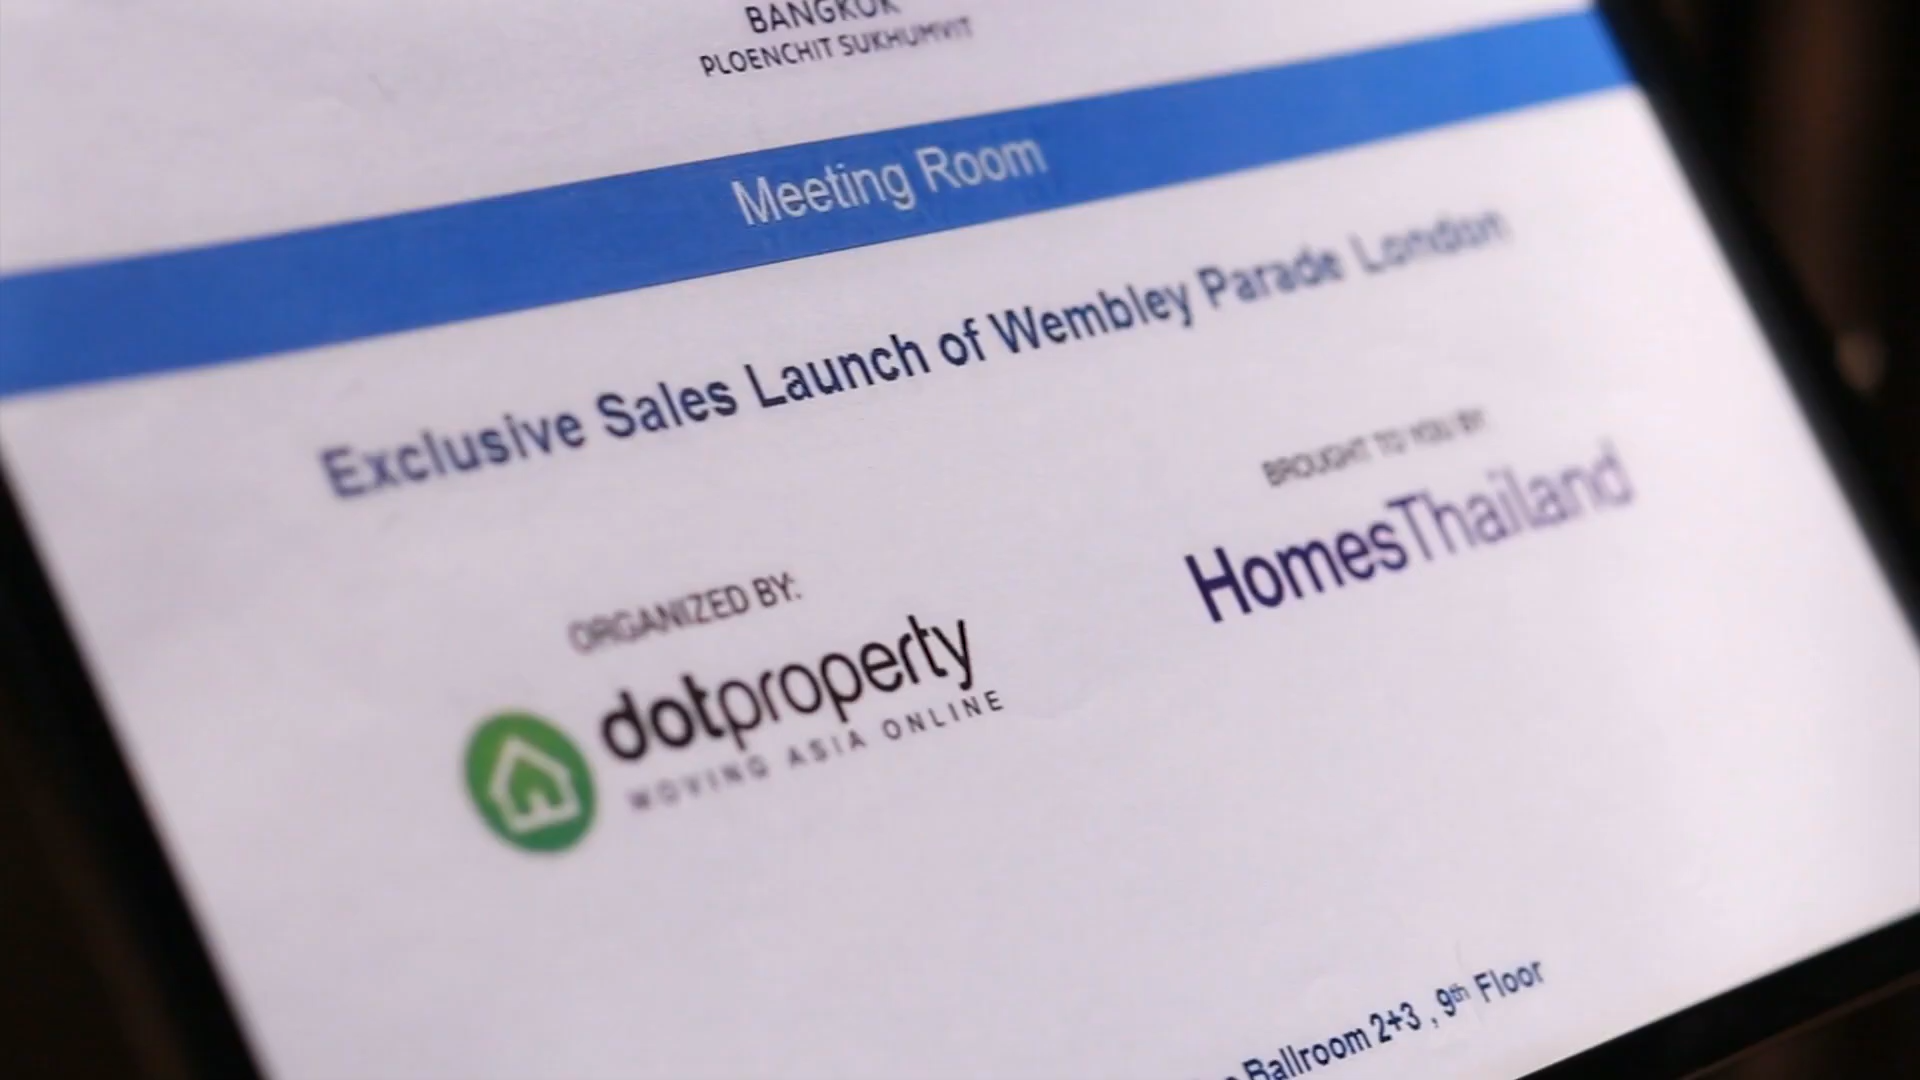 BANGKOK
PLOENCHIT SUKHUMVIT
Meeting Room
Exclusive Sales Launch of Wembley Parade London
ORGANIZED BY:
dotproperty
MOVING ASIA ONLINE
BROUGHT TO YOU BY:
HomesThailand
Ballroom 2+3 , 9th Floor